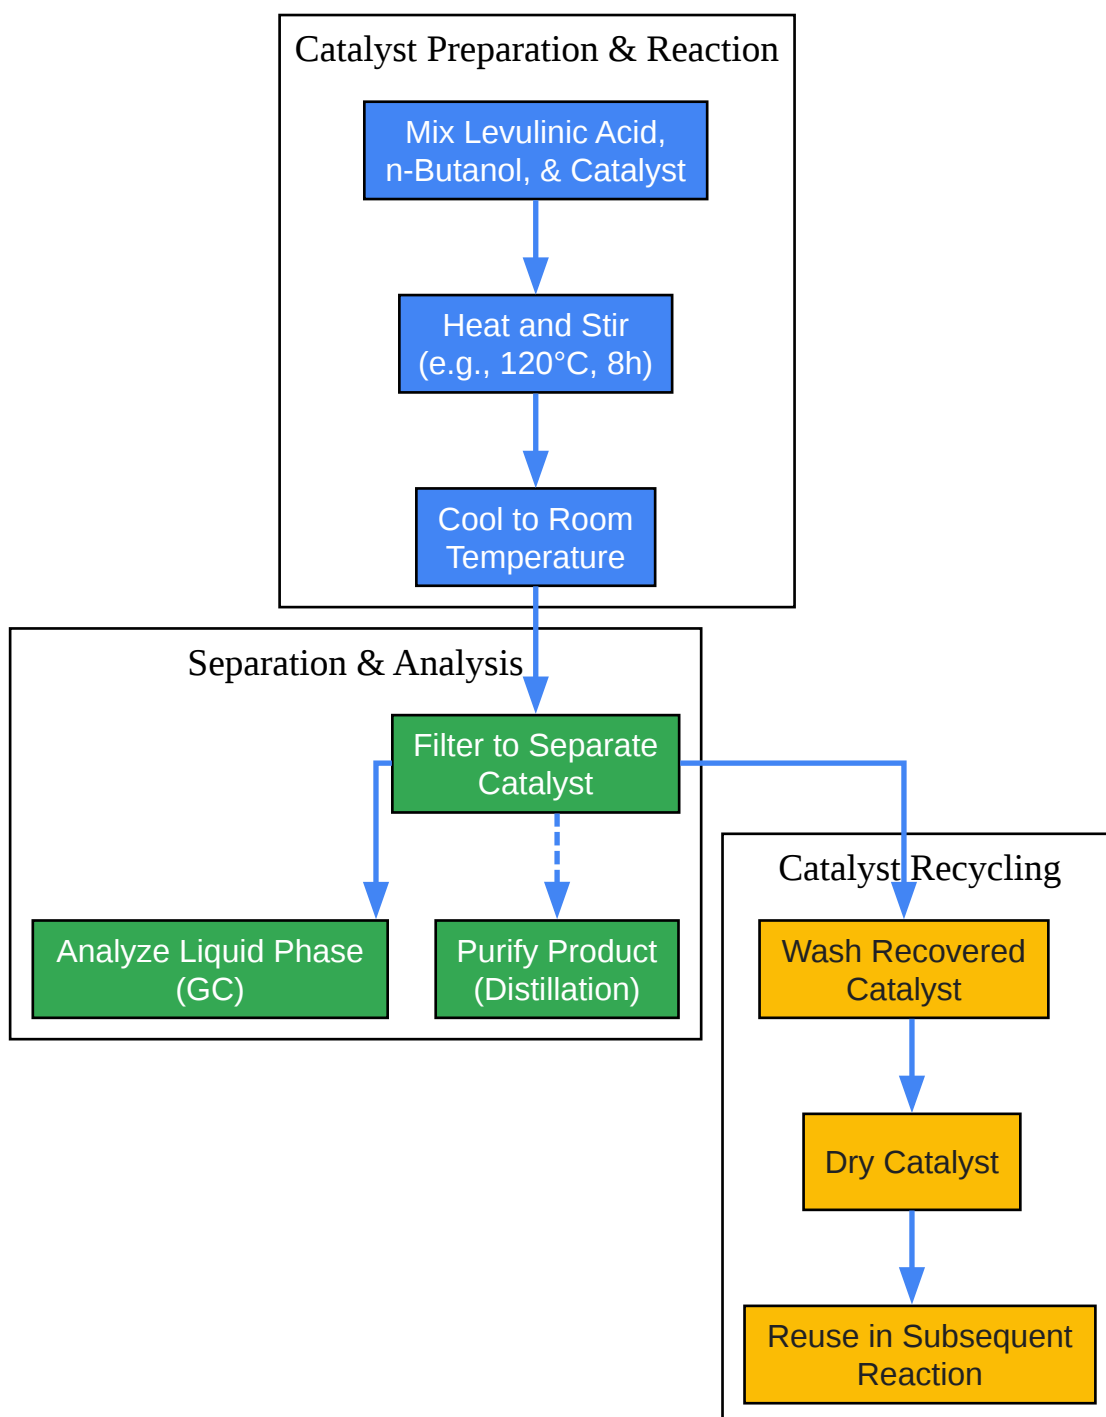 Catalyst Preparation & Reaction
Mix Levulinic Acid,
n-Butanol, & Catalyst
Heat and Stir
(e.g., 120°C, 8h)
Cool to Room
Temperature
Separation & Analysis
Filter to Separate
Catalyst
Analyze Liquid Phase
(GC)
Purify Product
(Distillation)
Catalyst Recycling
Wash Recovered
Catalyst
Dry Catalyst
Reuse in Subsequent
Reaction